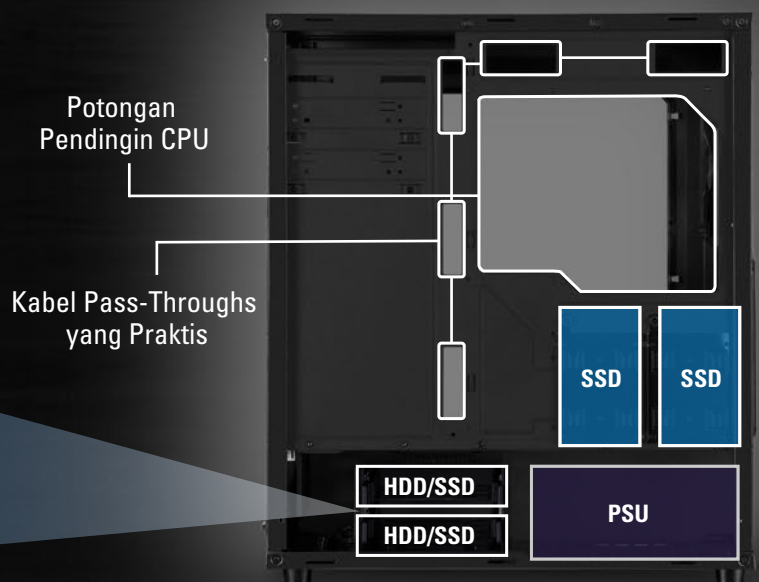 Potongan
Pendingin CPU
Kabel Pass-Throughs
yang Praktis
SSD
SSD
HDD/SSD
HDD/SSD
PSU